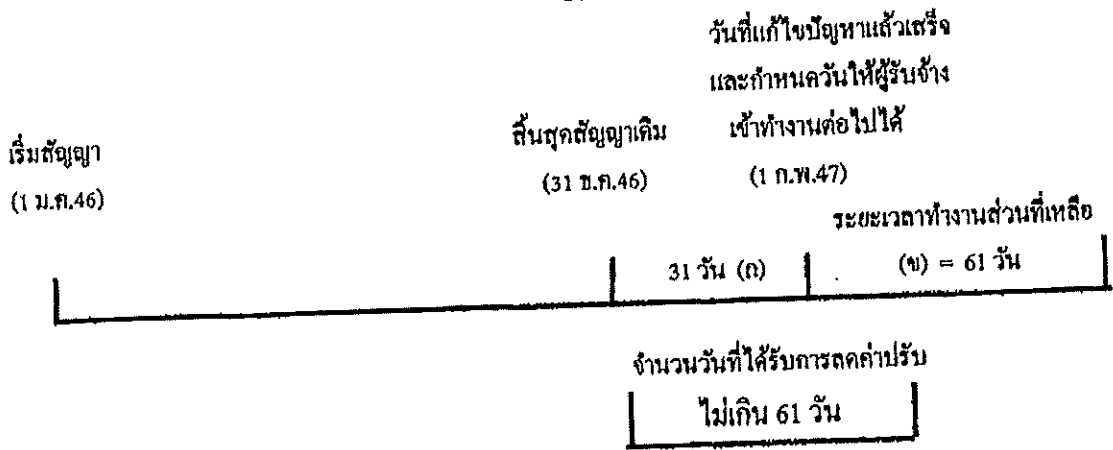 วันที่แก้ไขปัญหาแล้วเสร็จ
และกำหนดวันให้ผู้รับจ้าง
เข้าทำงานต่อไปได้
(1 ก.พ.47)
สิ้นสุดสัญญาเดิม
(31 ธ.ค.46)
เริ่มสัญญา
(1 ม.ค.46)
ระยะเวลาทำงานส่วนที่เหลือ
(ข) = 61 วัน
31 วัน (ก)
จำนวนวันที่ได้รับการลดค่าปรับ
ไม่เกิน 61 วัน